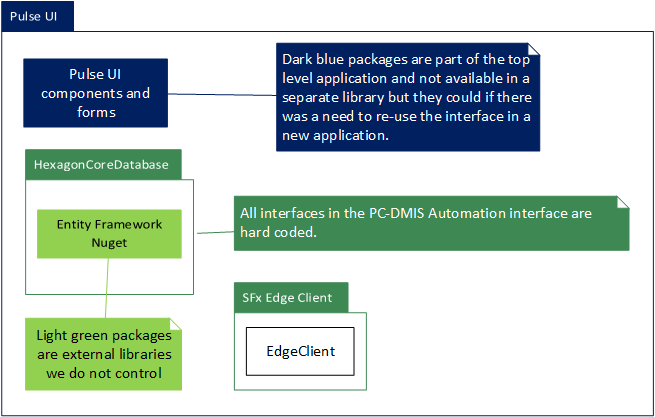 Pulse UI
Pulse UI
components and
forms
Dark blue packages are part of the top
level application and not available in a
separate library but they could if there
was a need to re-use the interface in a
new application.
HexagonCoreDatabase
Entity Framework
Nuget
All interfaces in the PC-DMIS Automation interface are
hard coded.
Light green packages
are external libraries
we do not control
SFx Edge Client
EdgeClient